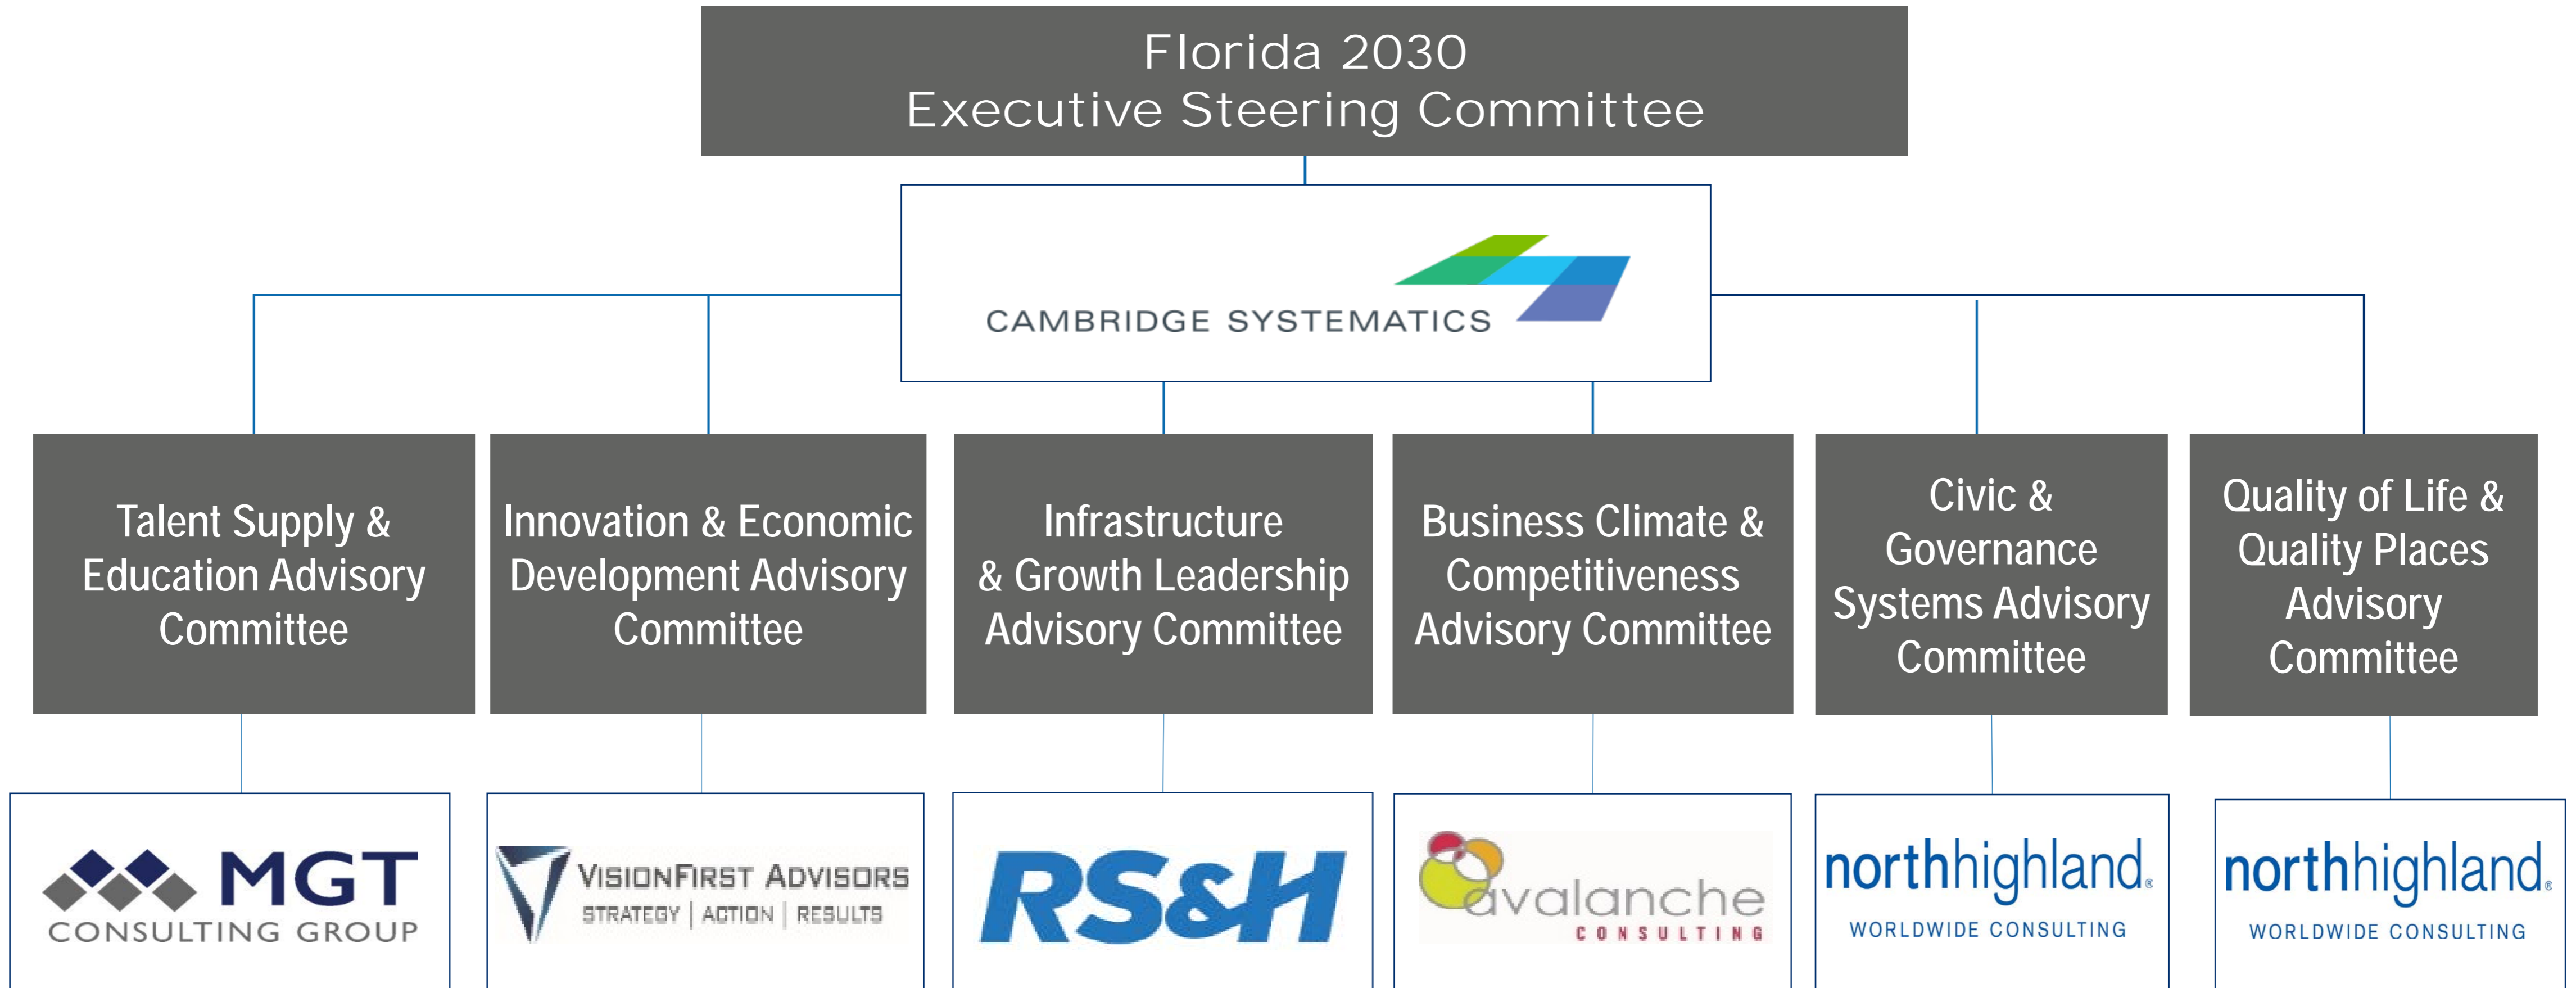 Florida 2030
Executive Steering Committee
CAMBRIDGE SYSTEMATICS
Talent Supply &
Education Advisory
Committee
Innovation & Economic
Development Advisory
Committee
Infrastructure
& Growth Leadership
Advisory Committee
Business Climate &
Competitiveness
Advisory Committee
Civic &
Governance
Systems Advisory
Committee
Quality of Life &
Quality Places
Advisory
Committee
MGT
CONSULTING GROUP
VISIONFIRST ADVISORS
STRATEGY | ACTION | RESULTS
RS&H
avalanche
CONSULTING
northhighland®
WORLDWIDE CONSULTING
northhighland®
WORLDWIDE CONSULTING